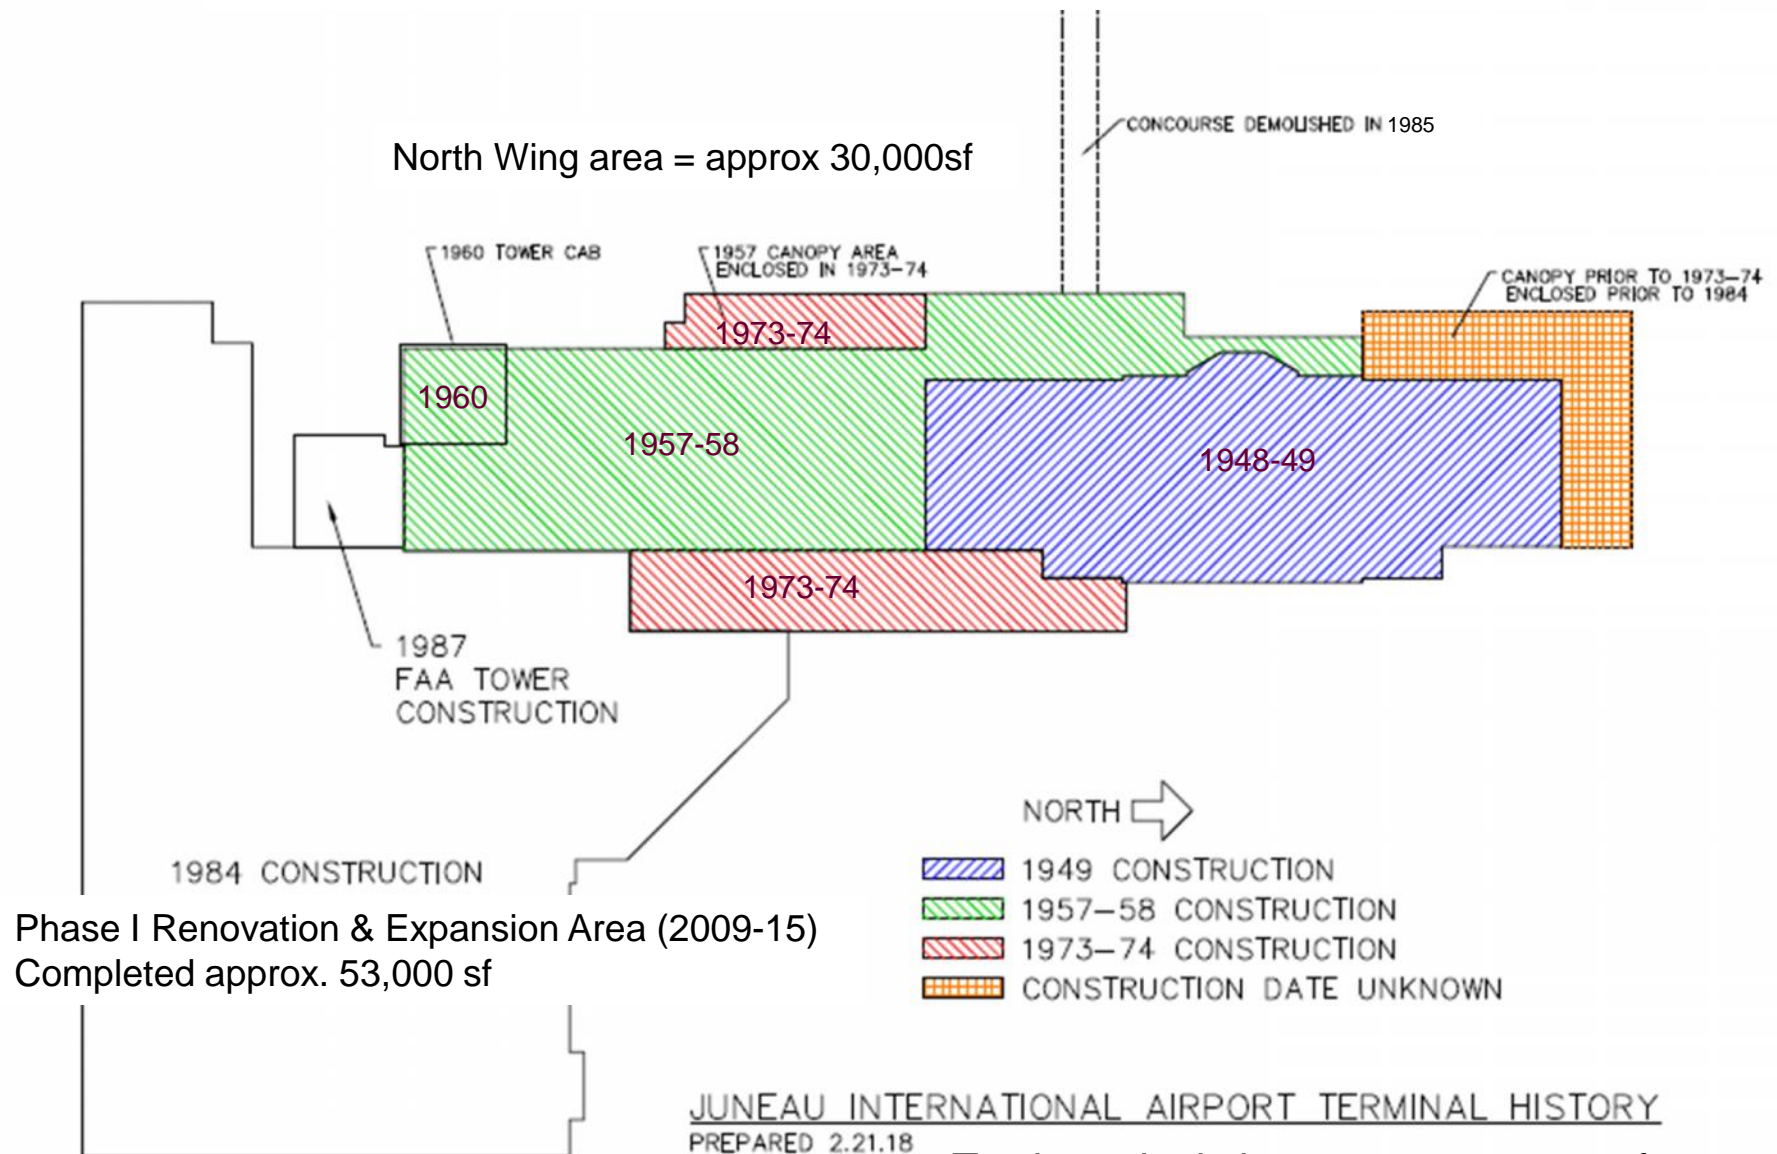 CONCOURSE DEMOLISHED IN 1985
North Wing area = approx 30,000sf
1960 TOWER CAB
1957 CANOPY AREA
ENCLOSED IN 1973-74
CANOPY PRIOR TO 1973-74
ENCLOSED PRIOR TO 1984
1973-74
1960
1957-58
1948-49
1973-74
1987
FAA TOWER
CONSTRUCTION
NORTH
1984 CONSTRUCTION
1949 CONSTRUCTION
1957-58 CONSTRUCTION
1973-74 CONSTRUCTION
CONSTRUCTION DATE UNKNOWN
Phase I Renovation & Expansion Area (2009-15)
Completed approx. 53,000 sf
JUNEAU INTERNATIONAL AIRPORT TERMINAL HISTORY
PREPARED 2.21.18